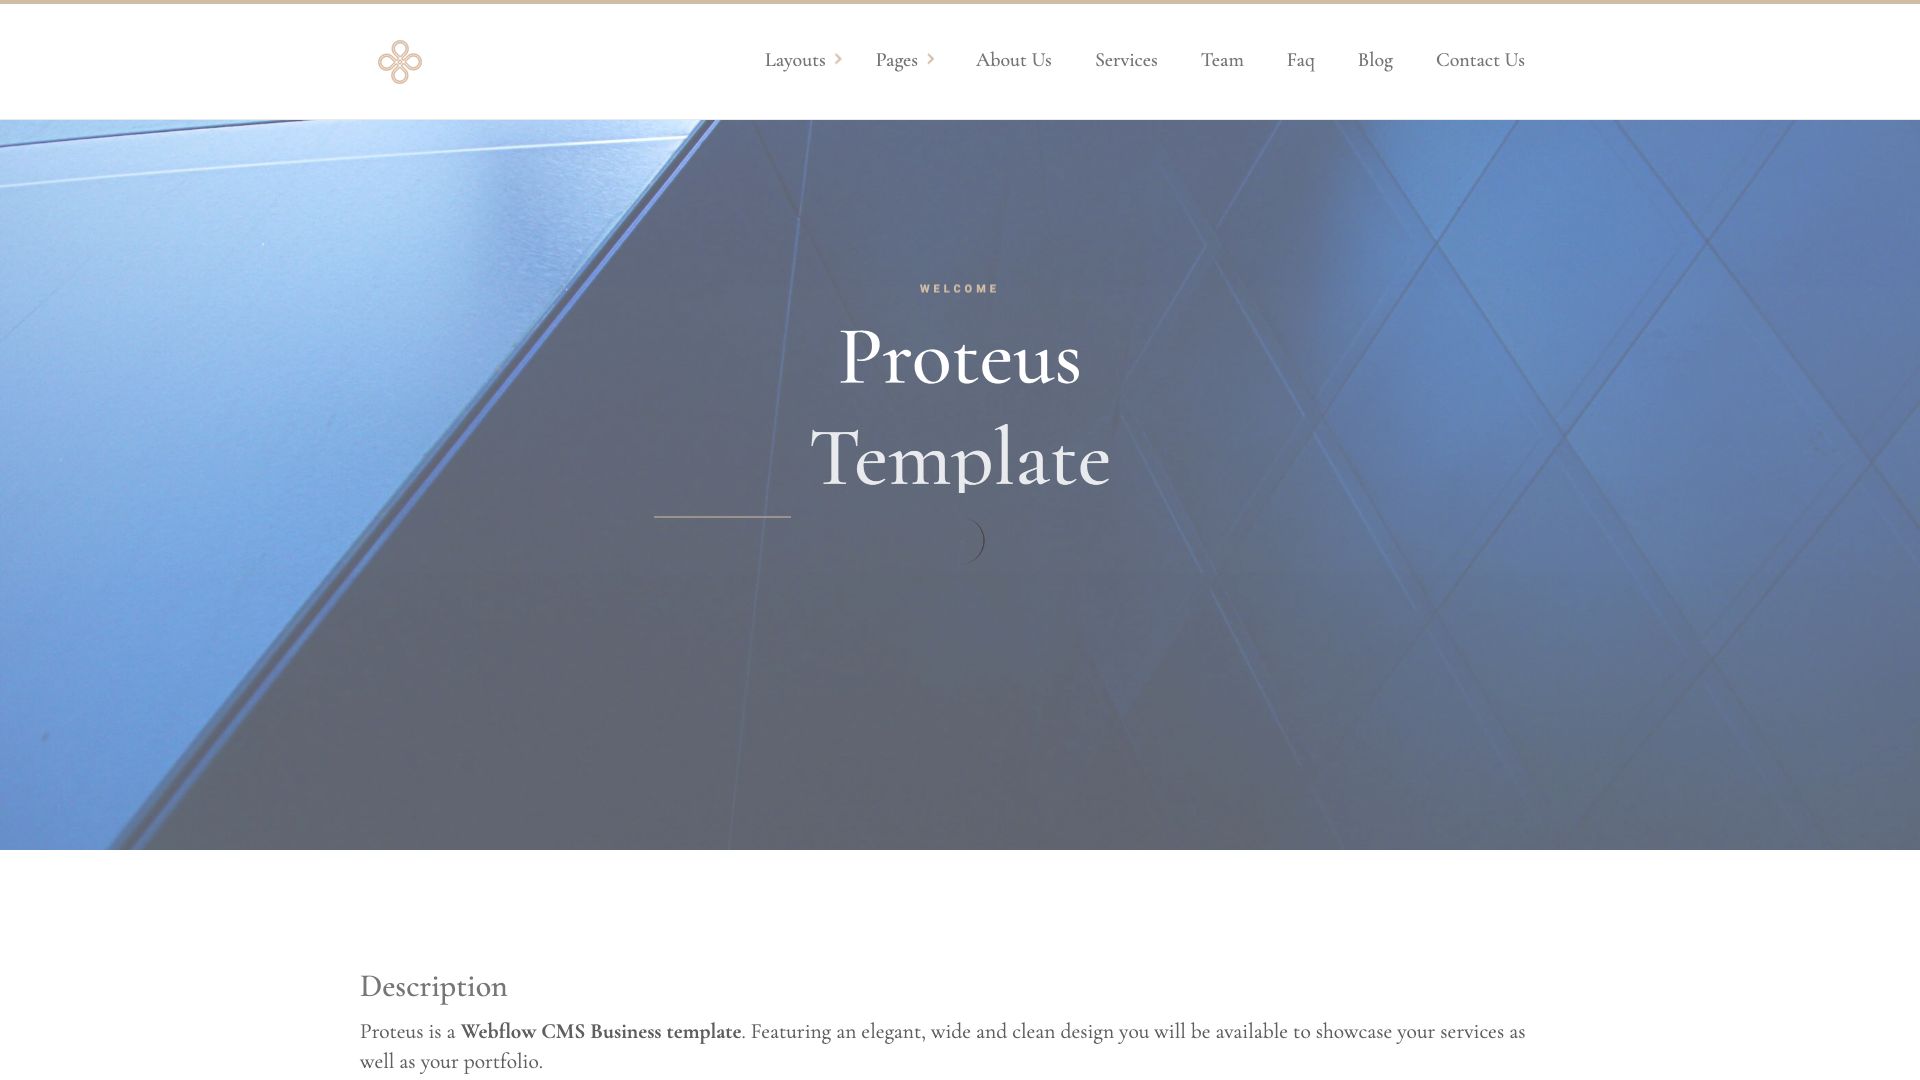 Layouts Pages About Us Services Team Faq Blog Contact Us
WELCOME
Proteus
Template
Description
Proteus is a Webflow CMS Business template. Featuring an elegant, wide and clean design you will be available to showcase your services as
well as your portfolio.